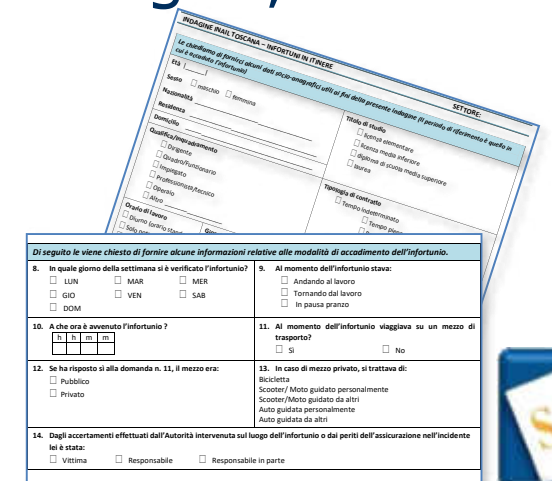 INDAGINE INAIL TOSCANA – INFORTUNI IN ITINERE
SETTORE:
Le chiediamo di fornirci alcuni dati socio-anagrafici utili ai fini della presente indagine (il periodo di riferimento è quello in
cui è accaduto l'infortunio)
Età |____|
Sesso □ maschio □ femmina
Nazionalità
Residenza
Domicilio
Qualifica/inquadramento
□ Dirigente
□ Quadro/Funzionario
□ Impiegato
□ Professionista/tecnico
□ Operaio
□ Altro
Orario di lavoro
□ Diurno (orario
□ Solo
Titolo di studio
□ licenza elementare
□ licenza media inferiore
□ diploma di scuola media superiore
□ laurea
Tipologia di contratto
□ Tempo indeterminato
□ Tempo
Di seguito le viene chiesto di fornire alcune informazioni relative alle modalità di accadimento dell'infortunio.
8. In quale giorno della settimana si è verificato l'infortunio?
□ LUN □ MAR □ MER
□ GIO □ VEN □ SAB
□ DOM
9. Al momento dell'infortunio stava:
□ Andando al lavoro
□ Tornando dal lavoro
□ In pausa pranzo
10. A che ora è avvenuto l'infortunio ?
h h m m
11. Al momento dell'infortunio viaggiava su un mezzo di
trasporto?
□ Sì □ No
12. Se ha risposto sì alla domanda n. 11, il mezzo era:
□ Pubblico
□ Privato
13. In caso di mezzo privato, si trattava di:
Bicicletta
Scooter/ Moto guidato personalmente
Scooter/Moto guidato da altri
Auto guidata personalmente
Auto guidata da altri
14. Dagli accertamenti effettuati dall'Autorità intervenuta sul luogo dell'infortunio o dai periti dell'assicurazione nell'incidente
lei è stata:
□ Vittima □ Responsabile □ Responsabile in parte